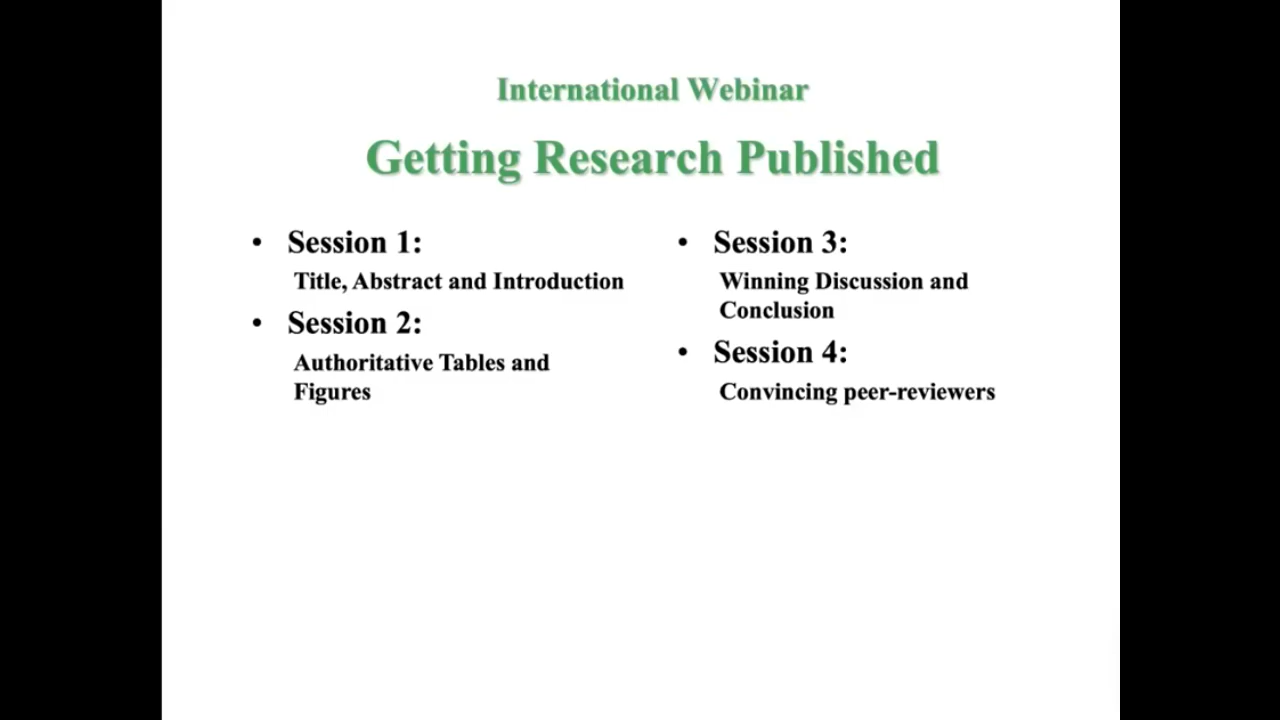 International Webinar
Getting Research Published
• Session 1:
Title, Abstract and Introduction
• Session 2:
Authoritative Tables and
Figures
• Session 3:
Winning Discussion and
Conclusion
• Session 4:
Convincing peer-reviewers